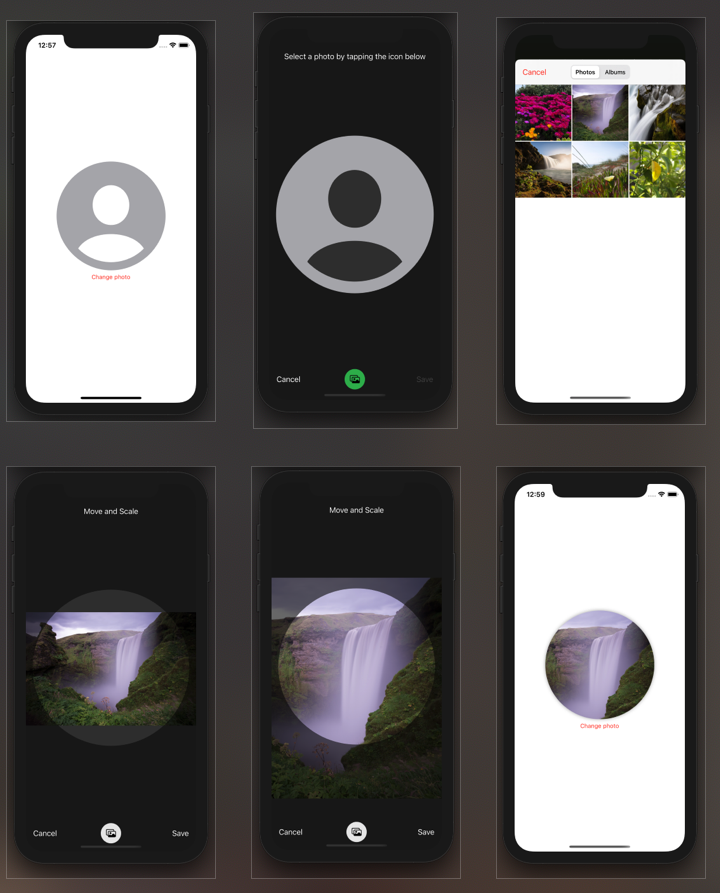 12:57
Change photo
Select a photo by tapping the icon below
Cancel
Save
Cancel
Photos
Albums
Move and Scale
Cancel
Save
Move and Scale
Cancel
Save
12:59
Change photo